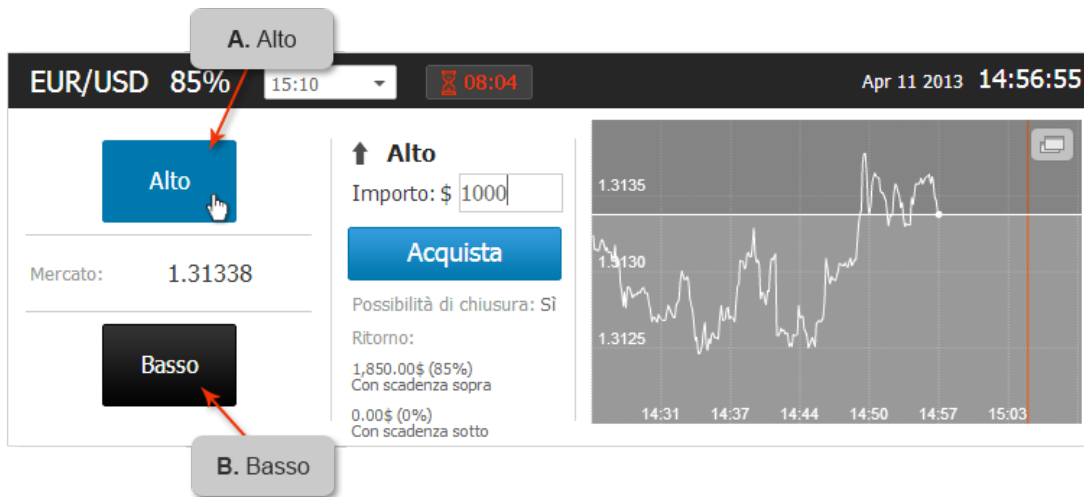 A. Alto
EUR/USD 85% 15:10 08:04 Apr 11 2013 14:56:55
Alto
Mercato: 1.31338
Basso
Alto
Importo: $ 1000
Acquista
Possibilità di chiusura: Sì
Ritorno:
1,850.00$ (85%)
Con scadenza sopra
0.00$ (0%)
Con scadenza sotto
1.3135
1.3130
1.3125
14:31 14:37 14:44 14:50 14:57 15:03
B. Basso